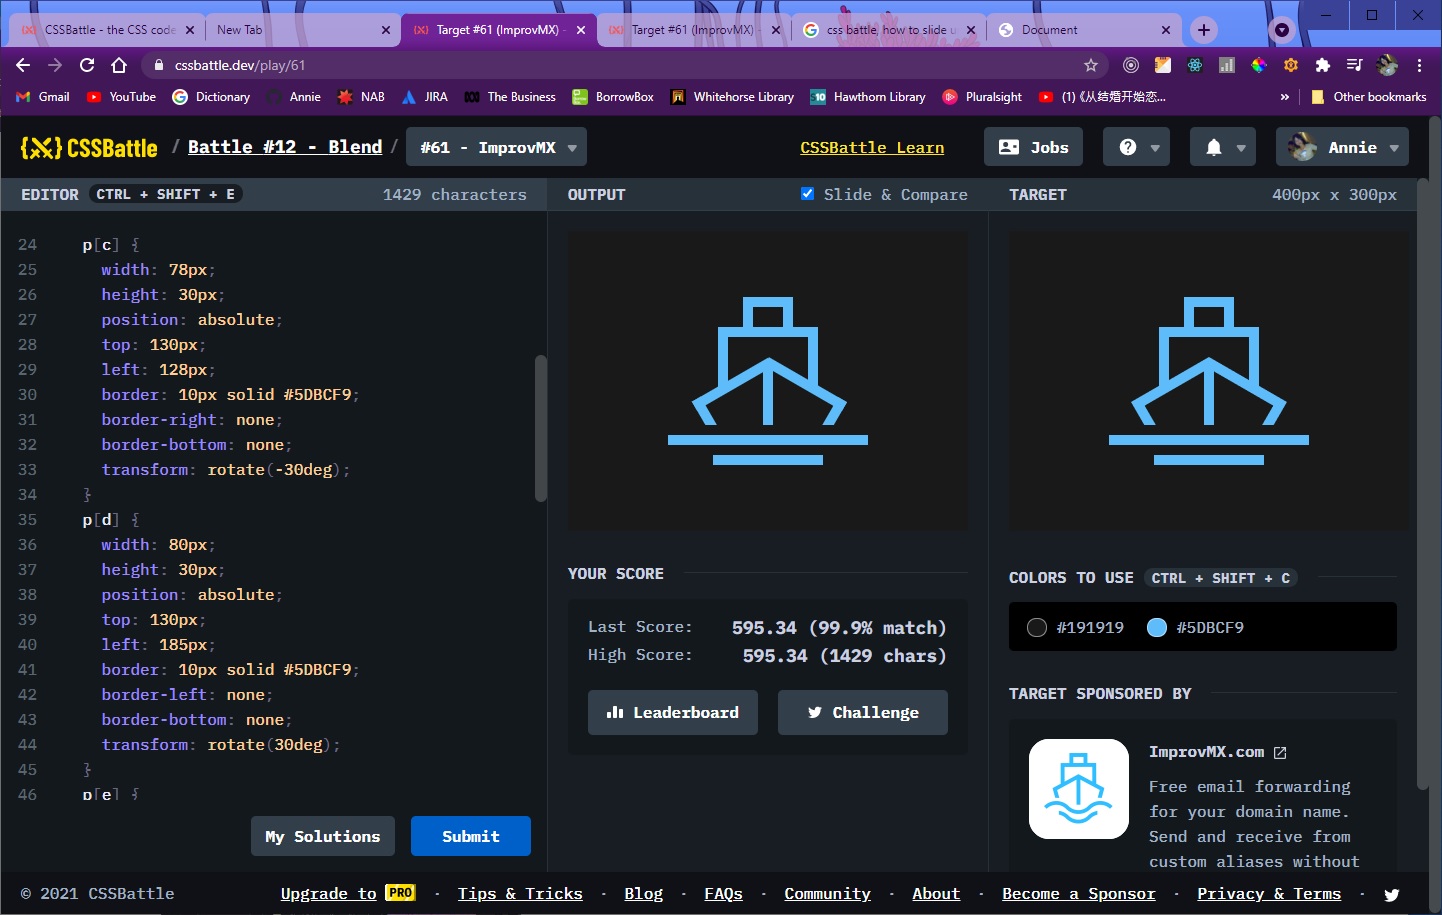 CSSBattle - the CSS code
New Tab
Target #61 (ImprovMX) -
Target #61 (ImprovMX) -
css battle, how to slide u
Document
cssbattle.dev/play/61
Gmail
YouTube
Dictionary
Annie
NAB
JIRA
The Business
BorrowBox
Whitehorse Library
10
Hawthorn Library
Pluralsight
(1)《从结婚开始恋...
»
Other bookmarks
{X} CSSBattle / Battle #12 - Blend / #61 - ImprovMX
CSSBattle Learn
Jobs
?
Annie
EDITOR CTRL + SHIFT + E 1429 characters
OUTPUT Slide & Compare
TARGET 400px x 300px
24 p[c] {
25 width: 78px;
26 height: 30px;
27 position: absolute;
28 top: 130px;
29 left: 128px;
30 border: 10px solid #5DBCF9;
31 border-right: none;
32 border-bottom: none;
33 transform: rotate(-30deg);
34 }
35 p[d] {
36 width: 80px;
37 height: 30px;
38 position: absolute;
39 top: 130px;
40 left: 185px;
41 border: 10px solid #5DBCF9;
42 border-left: none;
43 border-bottom: none;
44 transform: rotate(30deg);
45 }
46 p[e] {
My Solutions
Submit
YOUR SCORE
Last Score: 595.34 (99.9% match)
High Score: 595.34 (1429 chars)
Leaderboard
Challenge
COLORS TO USE CTRL + SHIFT + C
#191919 #5DBCF9
TARGET SPONSORED BY
ImprovMX.com
Free email forwarding
for your domain name.
Send and receive from
custom aliases without
© 2021 CSSBattle
Upgrade to PRO · Tips & Tricks · Blog · FAQs · Community · About · Become a Sponsor · Privacy & Terms ·